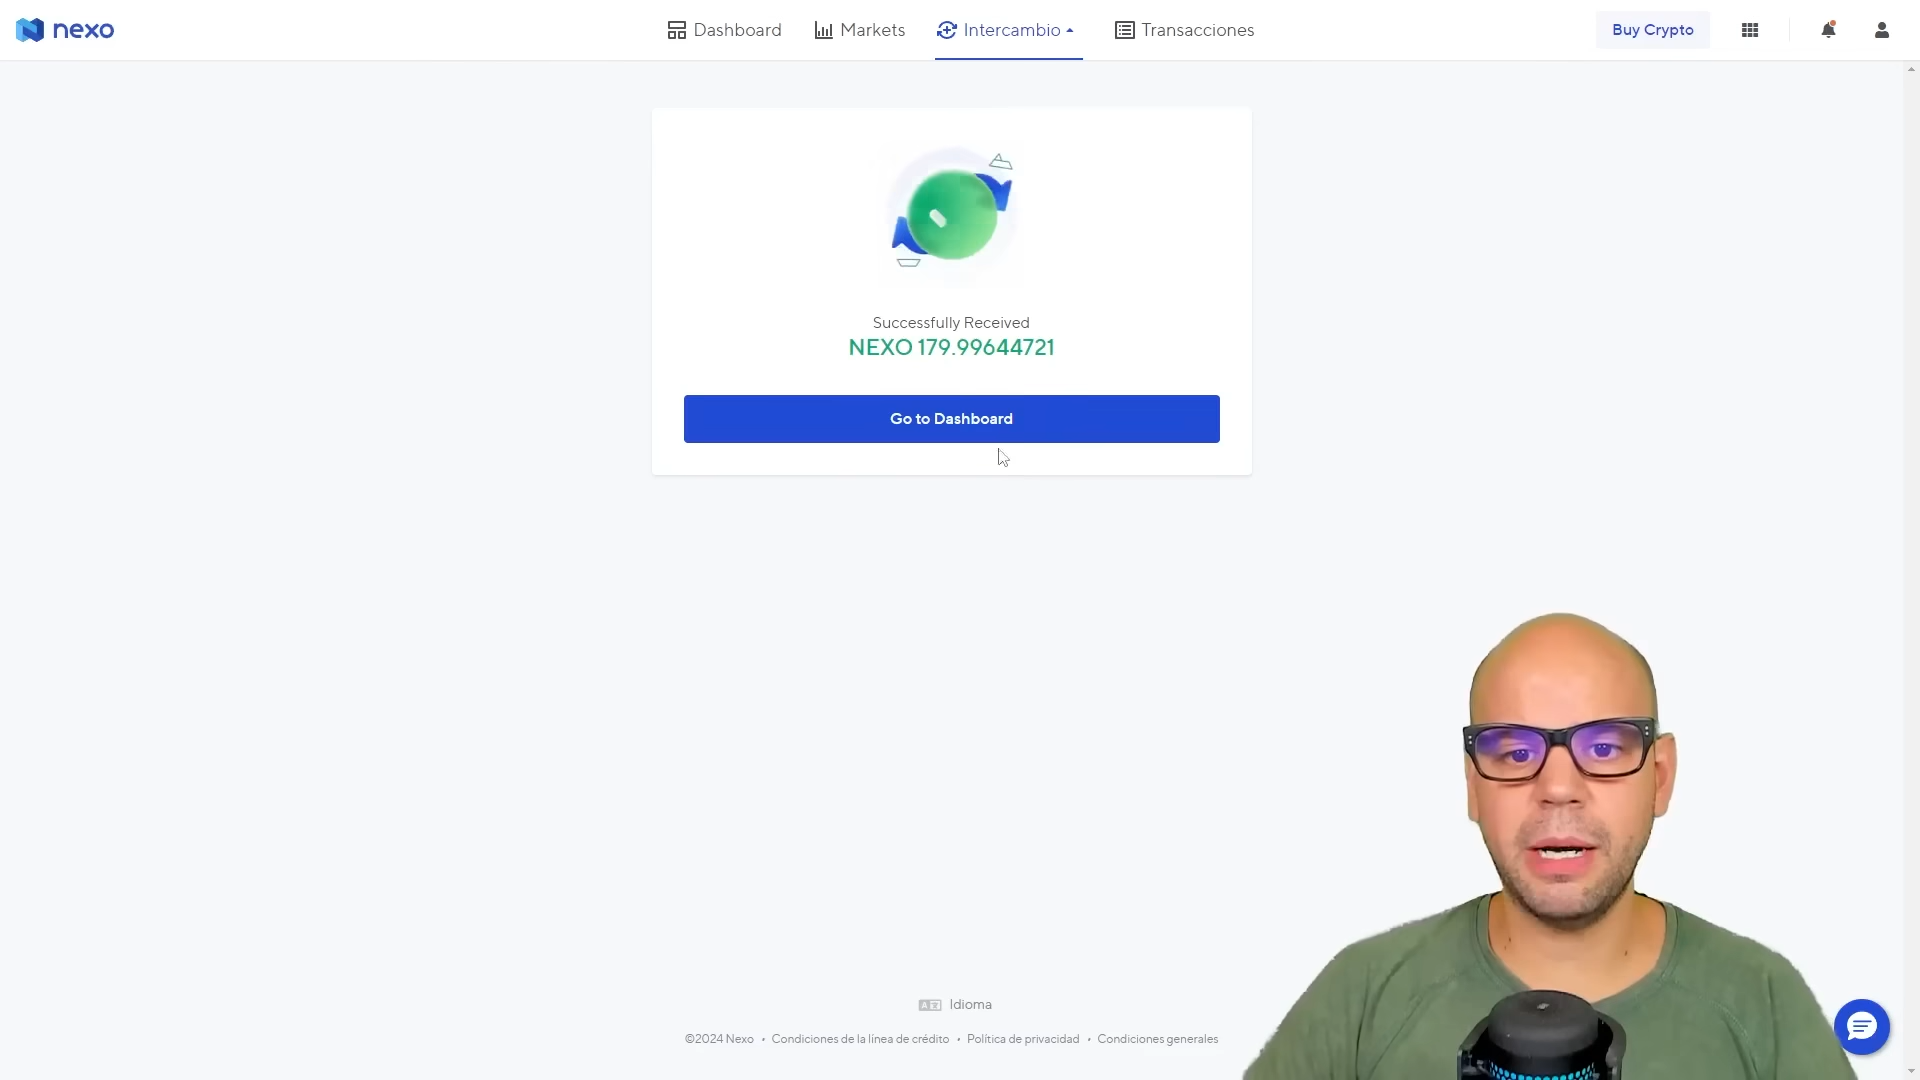 nexo
Dashboard
Markets
Intercambio
Transacciones
Buy Crypto
Successfully Received
NEXO 179.99644721
Go to Dashboard
Idioma
©2024 Nexo • Condiciones de la línea de crédito • Política de privacidad • Condiciones generales